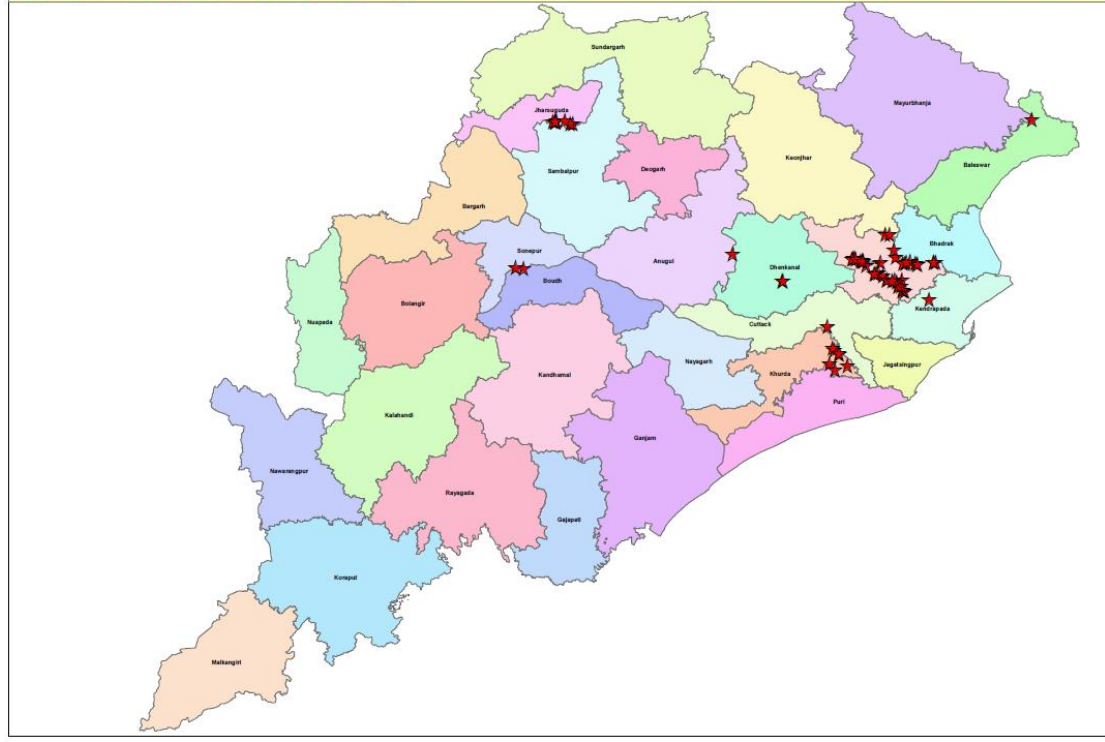 Sundargarh
Mayurbhanja
Jharsuguda
Keonjhar
Baleswar
Sambalpur
Deogarh
Bargarh
Bhadrak
Sonepur
Anugul
Dhenkanal
Boudh
Bolangir
Kendrapada
Nuapada
Cuttack
Nayagarh
Jagatsingpur
Khurda
Kandhamal
Puri
Kalahandi
Ganjam
Nawarangpur
Rayagada
Gajapati
Koraput
Malkangiri